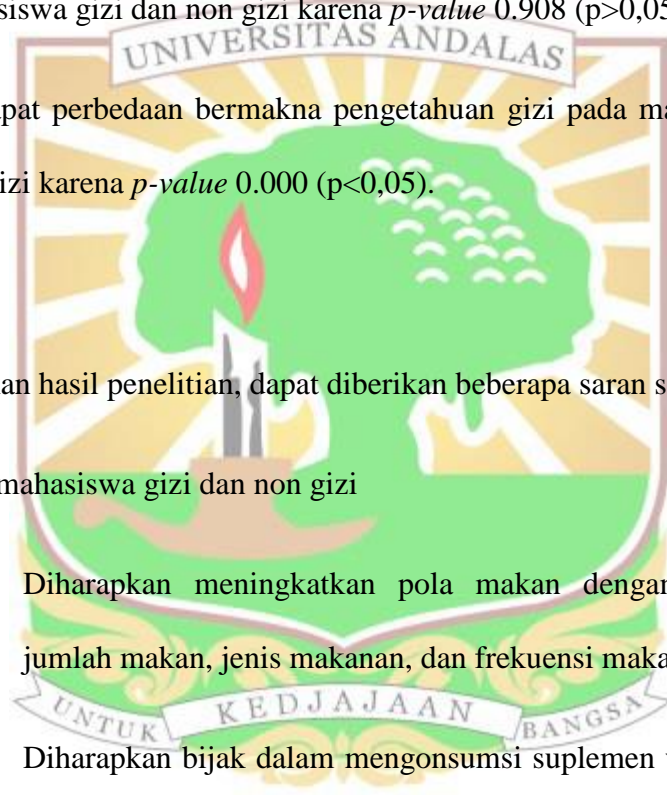 siswa gizi dan non gizi karena p-value 0.908 (p>0,05
UNIVERSITAS ANDALAS
pat perbedaan bermakna pengetahuan gizi pada ma
izi karena p-value 0.000 (p<0,05).
an hasil penelitian, dapat diberikan beberapa saran s
mahasiswa gizi dan non gizi
Diharapkan meningkatkan pola makan dengan
jumlah makan, jenis makanan, dan frekuensi maka
UNTUK KEDJAJAAN BANGSA
Diharapkan bijak dalam mengonsumsi suplemen